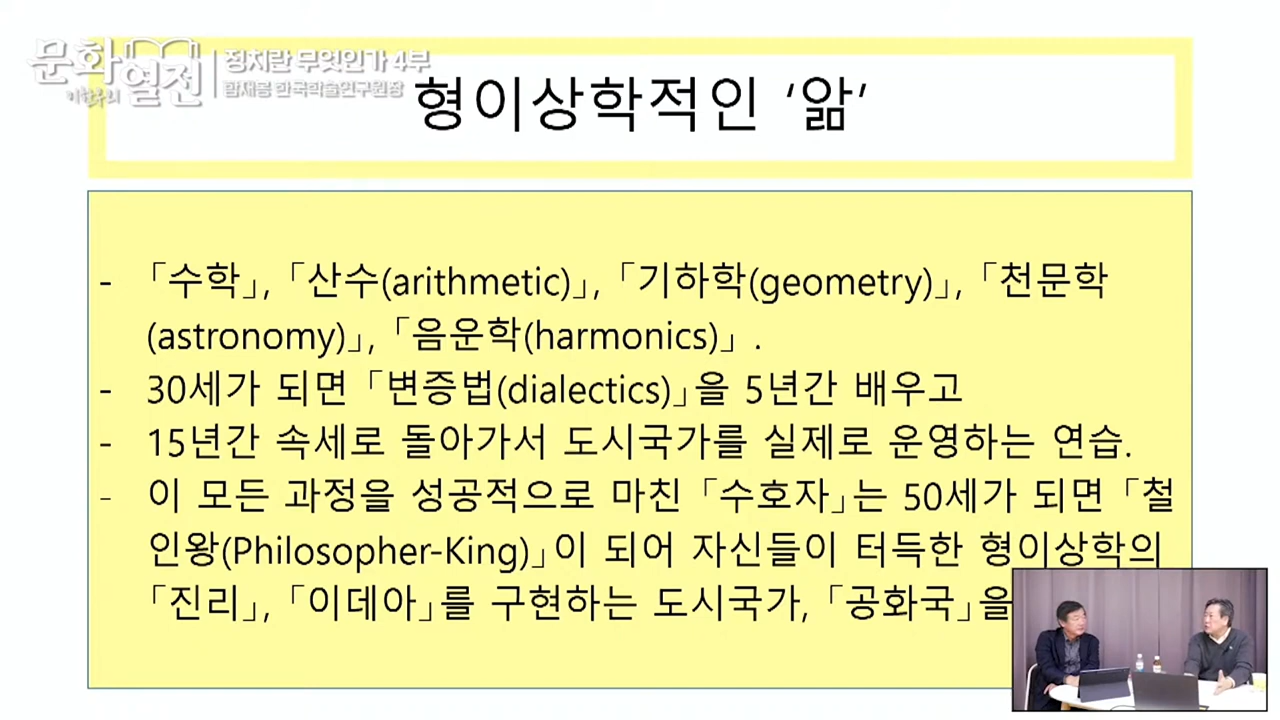 문화열전
정치란 무엇인가 4부
함재봉 한국학술연구원장
형이상학적인 ‘앎’
- 「수학」, 「산수(arithmetic)」, 「기하학(geometry)」, 「천문학
(astronomy)」, 「음운학(harmonics)」 .
- 30세가 되면 「변증법(dialectics)」을 5년간 배우고
- 15년간 속세로 돌아가서 도시국가를 실제로 운영하는 연습.
- 이 모든 과정을 성공적으로 마친 「수호자」는 50세가 되면 「철
인왕(Philosopher-King)」이 되어 자신들이 터득한 형이상학의
「진리」, 「이데아」를 구현하는 도시국가, 「공화국」을